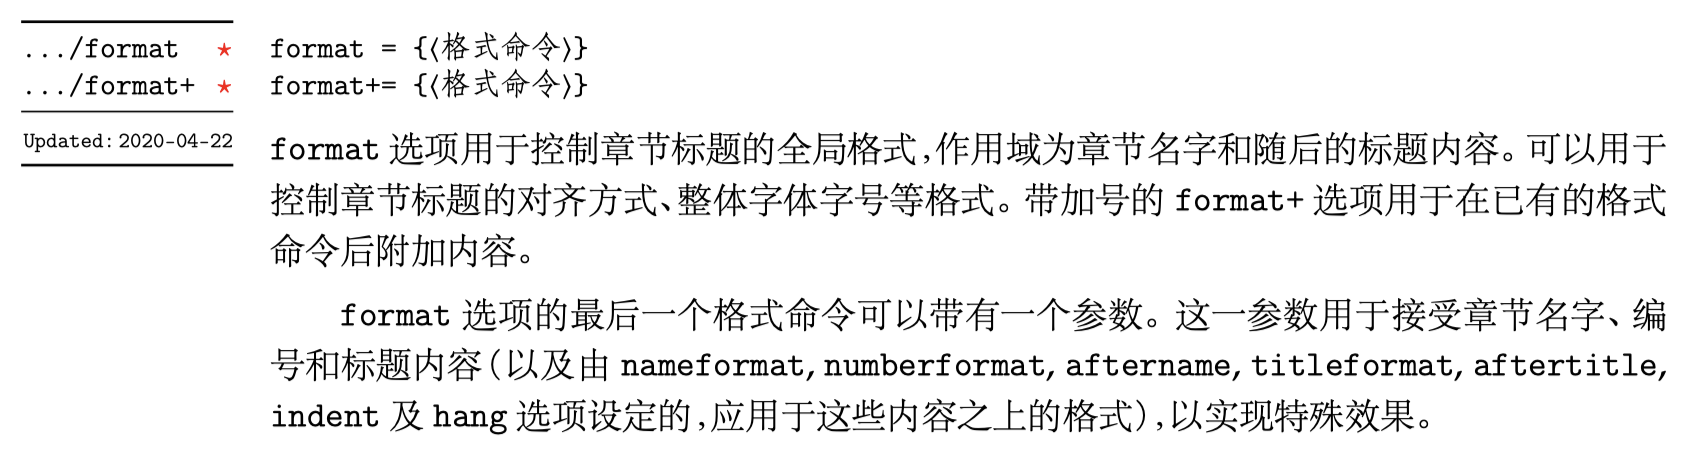 .../format ★ format = {⟨格式命令⟩}
.../format+ ★ format+= {⟨格式命令⟩}
Updated: 2020-04-22
format 选项用于控制章节标题的全局格式，作用域为章节名字和随后的标题内容。可以用于
控制章节标题的对齐方式、整体字体字号等格式。带加号的 format+ 选项用于在已有的格式
命令后附加内容。
format 选项的最后一个格式命令可以带有一个参数。这一参数用于接受章节名字、编
号和标题内容（以及由 nameformat, numberformat, aftername, titleformat, aftertitle,
indent 及 hang 选项设定的，应用于这些内容之上的格式），以实现特殊效果。